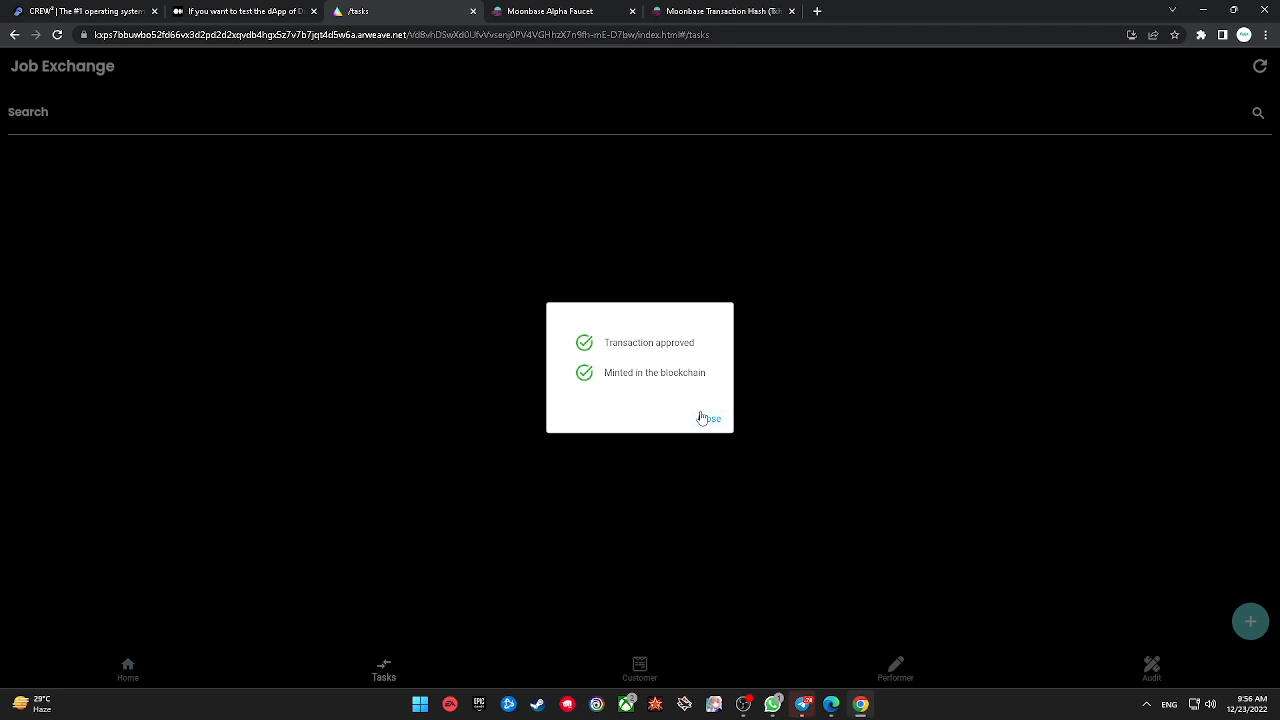 CREW³ | The #1 operating system
If you want to test the dApp of D
/tasks
Moonbase Alpha Faucet
Moonbase Transaction Hash (Txh
Job Exchange
Search
Transaction approved
Minted in the blockchain
Home
Tasks
Customer
Performer
Audit
29°C
Haze
ENG
9:56 AM
12/23/2022